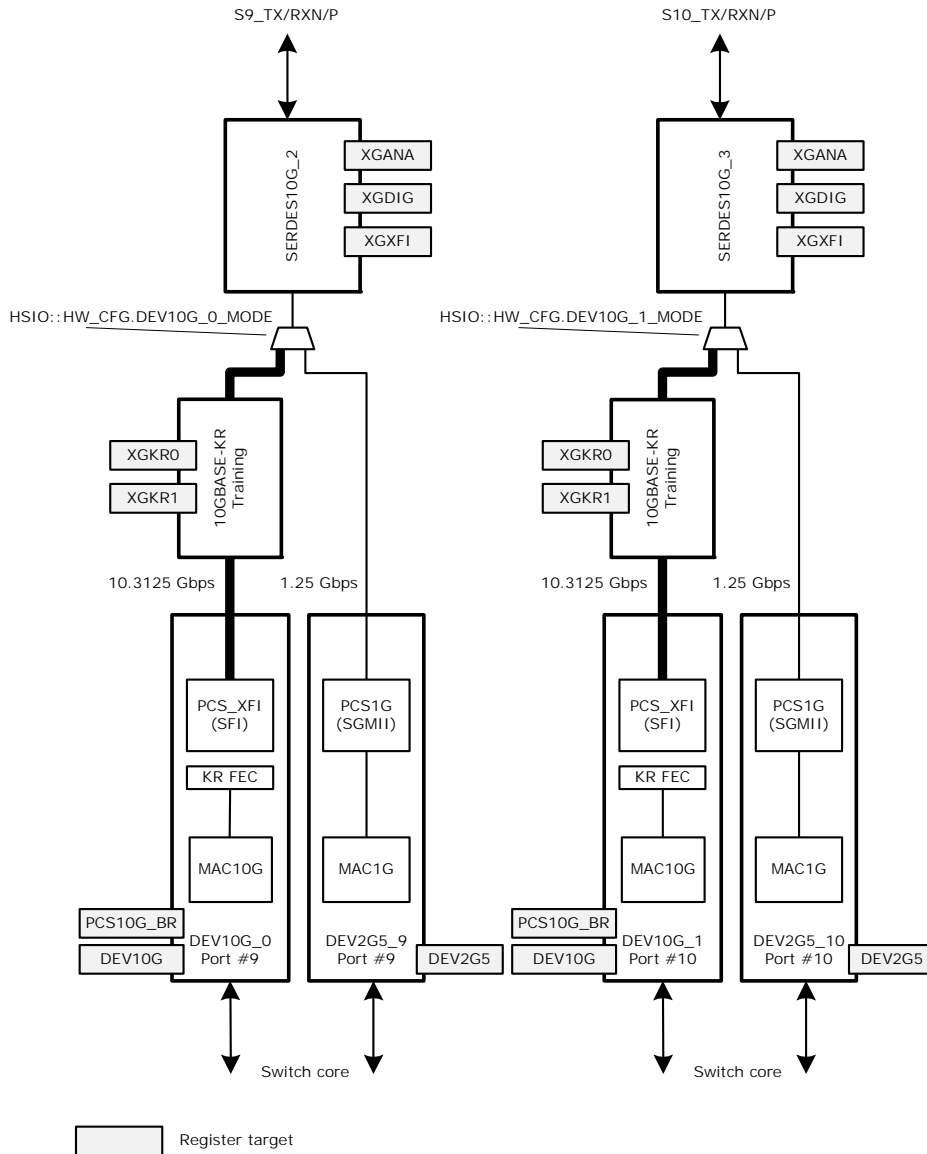 S9_TX/RXN/P
S10_TX/RXN/P
SERDES10G_2
XGANA
XGDIG
XGXFI
SERDES10G_3
XGANA
XGDIG
XGXFI
HSIO::HW_CFG.DEV10G_0_MODE
HSIO::HW_CFG.DEV10G_1_MODE
XGKR0
XGKR1
10GBASE-KR
Training
XGKR0
XGKR1
10GBASE-KR
Training
10.3125 Gbps
1.25 Gbps
10.3125 Gbps
1.25 Gbps
PCS_XFI
(SFI)
PCS1G
(SGMII)
PCS_XFI
(SFI)
PCS1G
(SGMII)
KR FEC
KR FEC
MAC10G
MAC1G
MAC10G
MAC1G
PCS10G_BR
DEV10G
DEV10G_0
Port #9
DEV2G5_9
Port #9
DEV2G5
PCS10G_BR
DEV10G
DEV10G_1
Port #10
DEV2G5_10
Port #10
DEV2G5
Switch core
Switch core
Register target